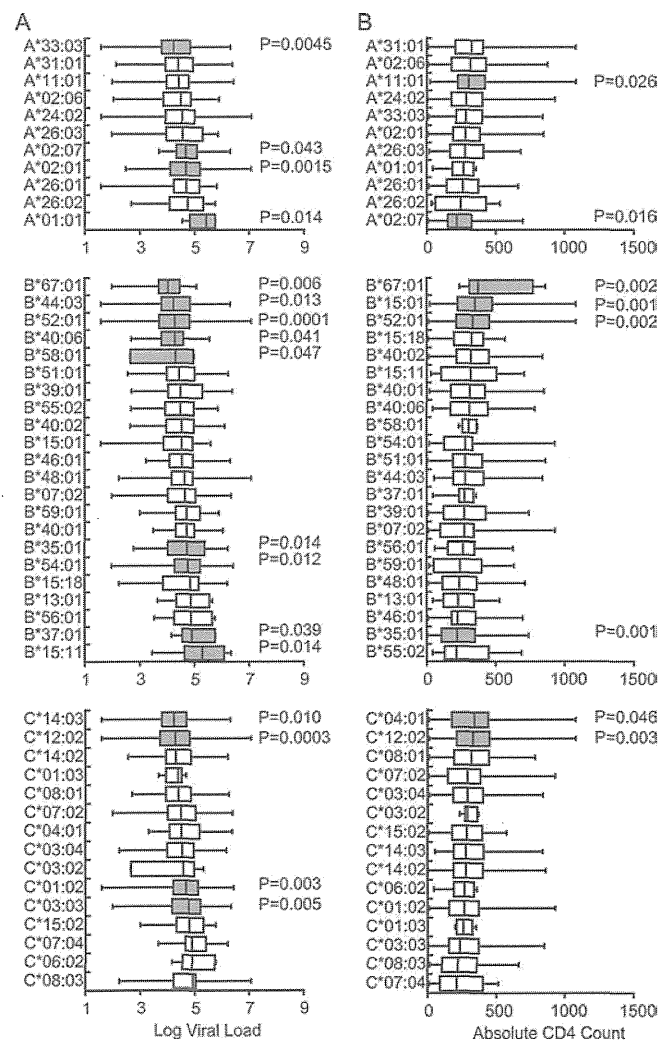 A
A*33:03 P=0.0045
A*31:01
A*11:01
A*02:06
A*24:02
A*26:03
A*02:07 P=0.043
A*02:01 P=0.0015
A*26:01
A*26:02
A*01:01 P=0.014
1 3 5 7 9
B*67:01 P=0.006
B*44:03 P=0.013
B*52:01 P=0.0001
B*40:06 P=0.041
B*58:01 P=0.047
B*51:01
B*39:01
B*55:02
B*40:02
B*15:01
B*46:01
B*48:01
B*07:02
B*59:01
B*40:01
B*35:01 P=0.014
B*54:01 P=0.012
B*15:18
B*13:01
B*56:01
B*37:01 P=0.039
B*15:11 P=0.014
1 3 5 7 9
C*14:03 P=0.010
C*12:02 P=0.0003
C*14:02
C*01:03
C*08:01
C*07:02
C*04:01
C*03:04
C*03:02
C*01:02 P=0.003
C*03:03 P=0.005
C*15:02
C*07:04
C*06:02
C*08:03
1 3 5 7 9
Log Viral Load
B
A*31:01
A*02:06
A*11:01 P=0.026
A*24:02
A*33:03
A*02:01
A*26:03
A*01:01
A*26:01
A*26:02
A*02:07 P=0.016
0 500 1000 1500
B*67:01 P=0.002
B*15:01 P=0.001
B*52:01 P=0.002
B*15:18
B*40:02
B*15:11
B*40:01
B*40:06
B*58:01
B*54:01
B*51:01
B*44:03
B*37:01
B*39:01
B*07:02
B*56:01
B*59:01
B*48:01
B*13:01
B*46:01
B*35:01 P=0.001
B*55:02
0 500 1000 1500
C*04:01 P=0.046
C*12:02 P=0.003
C*08:01
C*07:02
C*03:04
C*03:02
C*15:02
C*14:03
C*14:02
C*06:02
C*01:02
C*01:03
C*03:03
C*08:03
C*07:04
0 500 1000 1500
Absolute CD4 Count